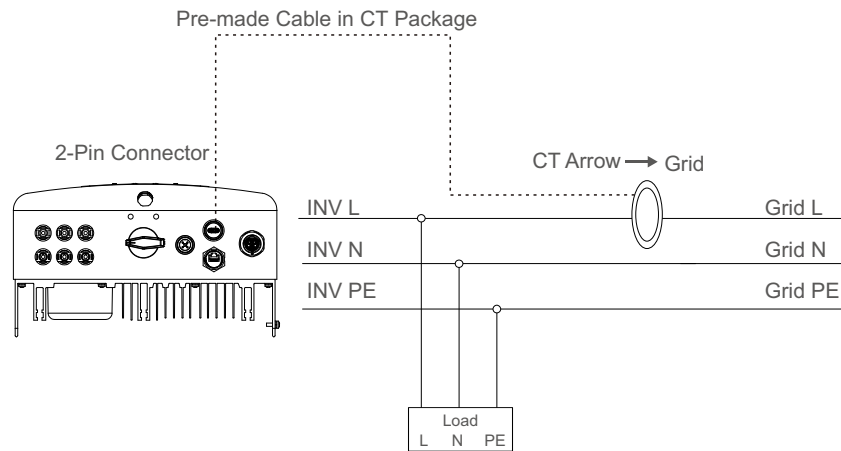 Pre-made Cable in CT Package
2-Pin Connector
CT Arrow → Grid
INV L
Grid L
INV N
Grid N
INV PE
Grid PE
Load
L N PE